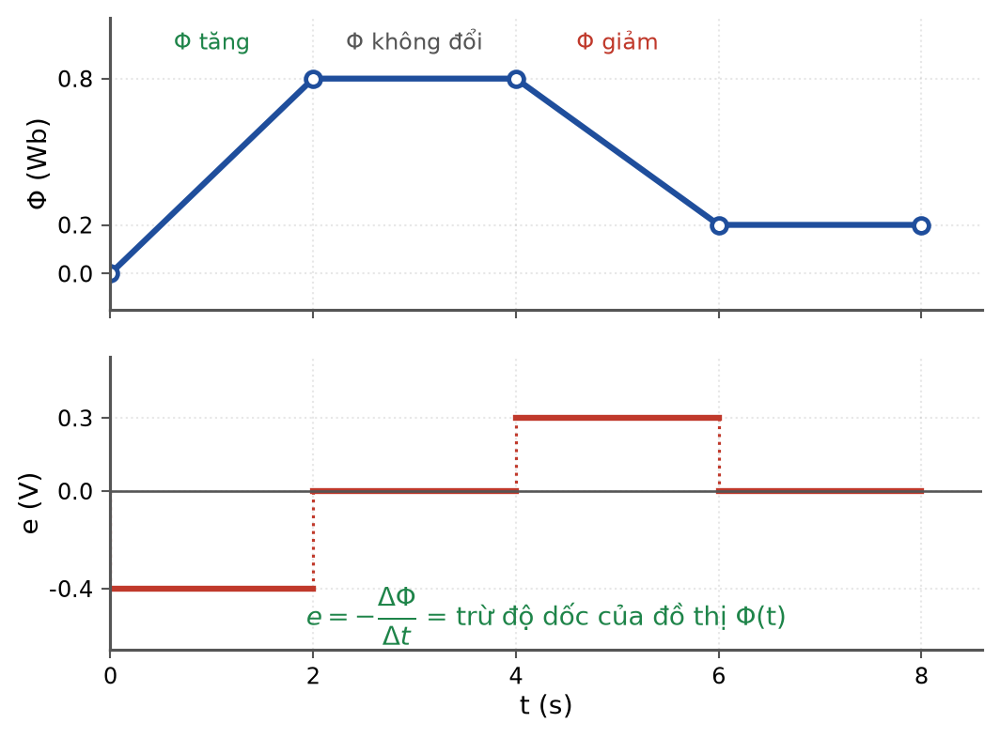 Φ tăng
Φ không đổi
Φ giảm
Φ (Wb)
0.8
0.2
0.0
e (V)
0.3
0.0
-0.4
e = −ΔΦ/Δt = trừ độ dốc của đồ thị Φ(t)
0 2 4 6 8
t (s)